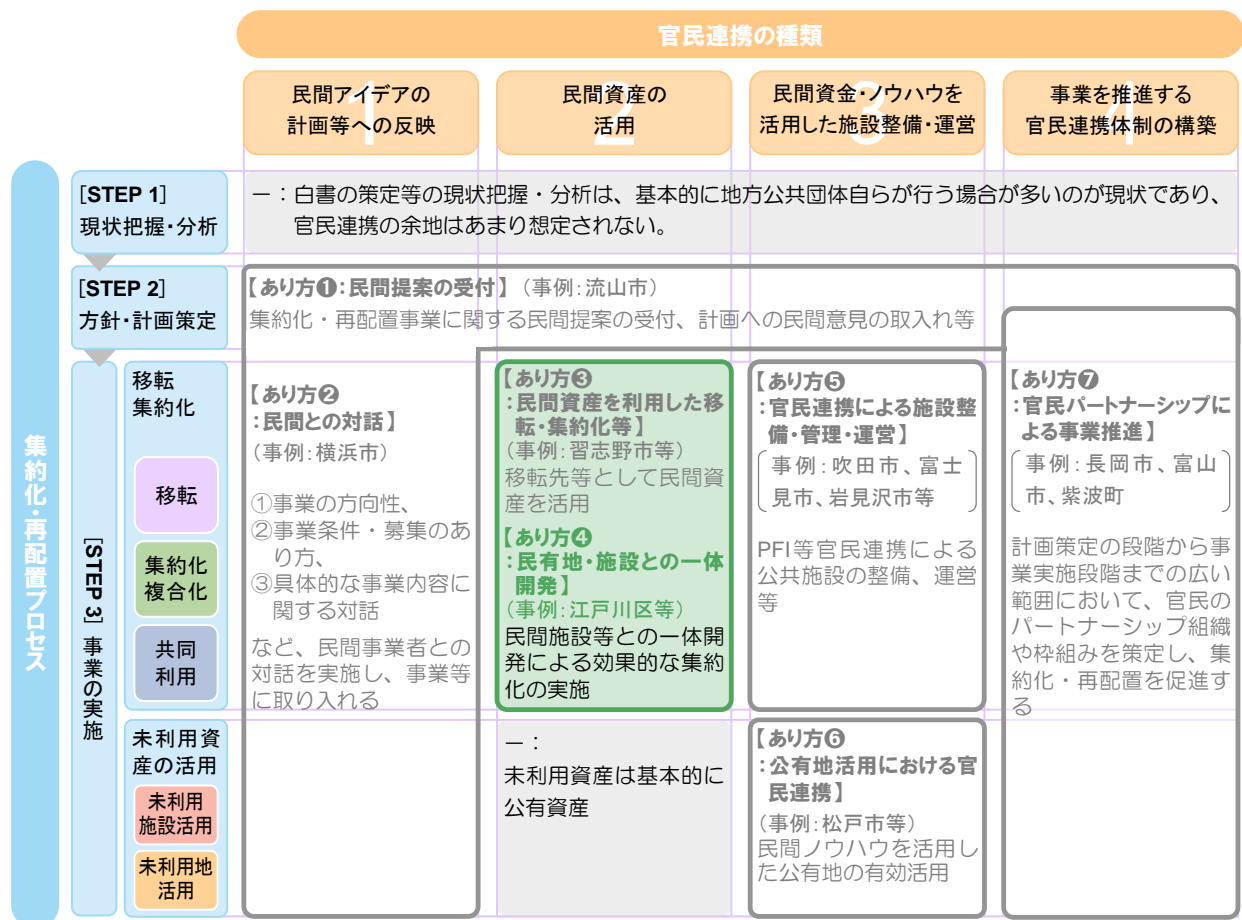 官民連携の種類
1
民間アイデアの
計画等への反映
2
民間資産の
活用
3
民間資金・ノウハウを
活用した施設整備・運営
4
事業を推進する
官民連携体制の構築
集約化・再配置プロセス
[STEP 1]
現状把握・分析
－：白書の策定等の現状把握・分析は、基本的に地方公共団体自らが行う場合が多いのが現状であり、
官民連携の余地はあまり想定されない。
[STEP 2]
方針・計画策定
【あり方❶：民間提案の受付】（事例：流山市）
集約化・再配置事業に関する民間提案の受付、計画への民間意見の取入れ等
[STEP 3] 事業の実施
移転
集約化
移転
集約化
複合化
共同
利用
【あり方❷
：民間との対話】
（事例：横浜市）
①事業の方向性、
②事業条件・募集のあ
り方、
③具体的な事業内容に
関する対話
など、民間事業者との
対話を実施し、事業等
に取り入れる
【あり方❸
：民間資産を利用した移
転・集約化等】
（事例：習志野市等）
移転先等として民間資
産を活用
【あり方❹
：民有地・施設との一体
開発】
（事例：江戸川区等）
民間施設等との一体開
発による効果的な集約
化の実施
【あり方❺
：官民連携による施設整
備・管理・運営】
事例：吹田市、富士
見市、岩見沢市等
PFI等官民連携による
公共施設の整備、運営
等
【あり方❼
：官民パートナーシップに
よる事業推進】
事例：長岡市、富山
市、紫波町
計画策定の段階から事
業実施段階までの広い
範囲において、官民の
パートナーシップ組織
や枠組みを策定し、集
約化・再配置を促進す
る
未利用資
産の活用
未利用
施設活用
未利用地
活用
－：
未利用資産は基本的に
公有資産
【あり方❻
：公有地活用における官
民連携】
（事例：松戸市等）
民間ノウハウを活用し
た公有地の有効活用